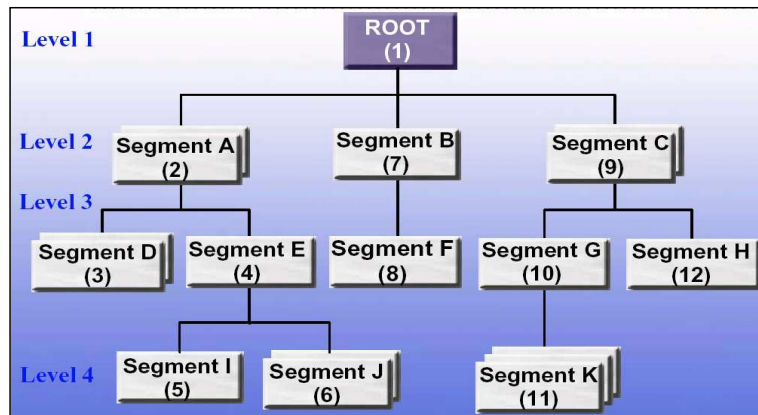 Level 1
ROOT
(1)
Level 2
Segment A
(2)
Segment B
(7)
Segment C
(9)
Level 3
Segment D
(3)
Segment E
(4)
Segment F
(8)
Segment G
(10)
Segment H
(12)
Level 4
Segment I
(5)
Segment J
(6)
Segment K
(11)